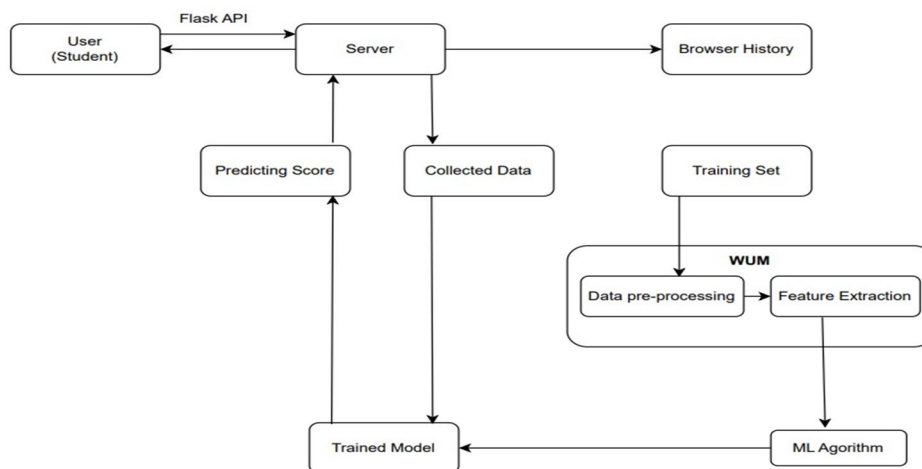 Flask API
User
(Student)
Server
Browser History
Predicting Score
Collected Data
Training Set
WUM
Data pre-processing
Feature Extraction
Trained Model
ML Agorithm